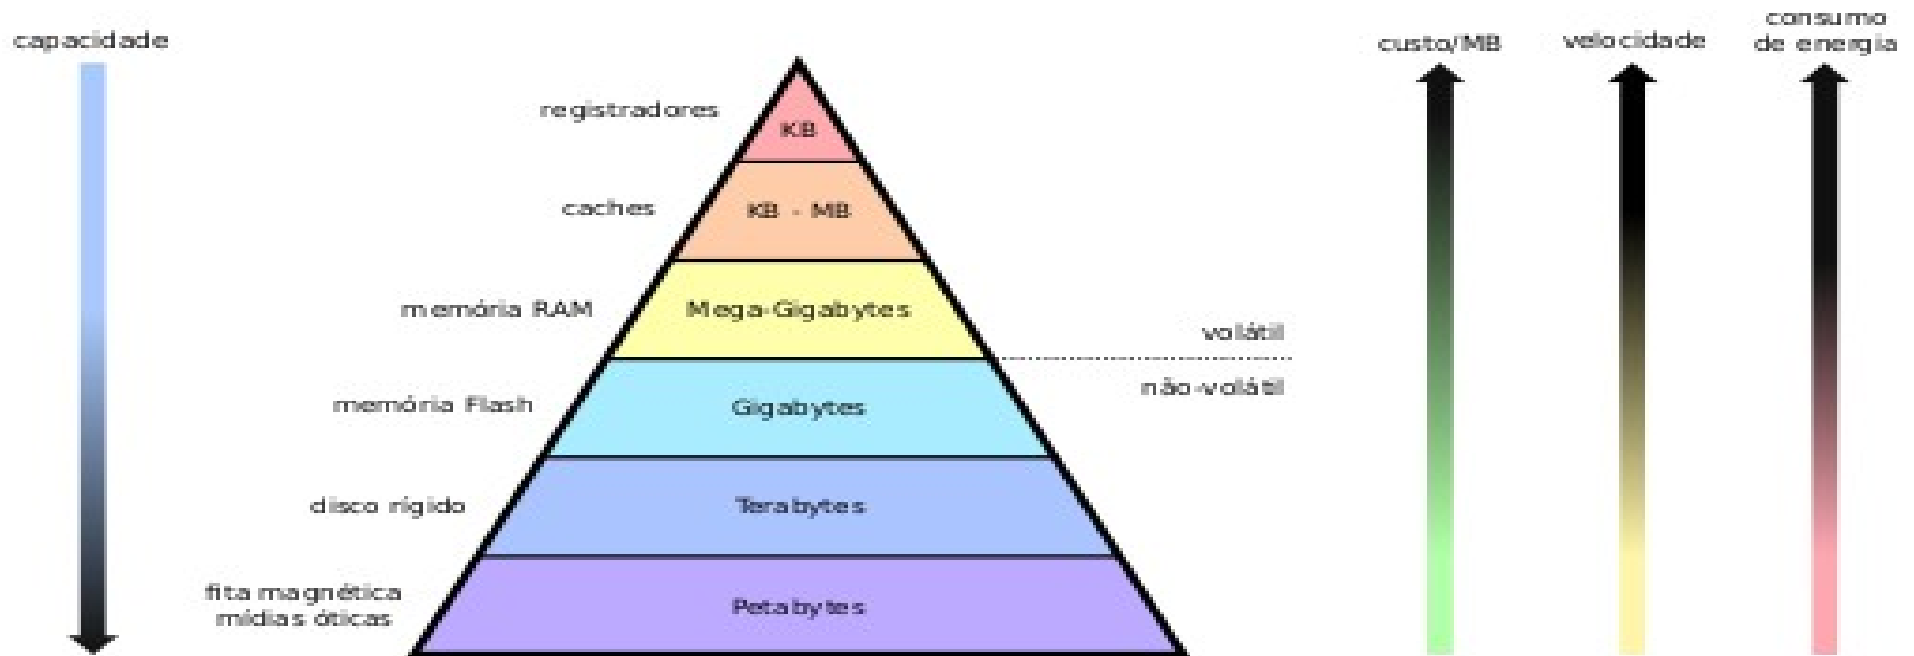 capacidade
custo/MB
velocidade
consumo
de energia
registradores
KB
caches
KB - MB
memória RAM
Mega-Gigabytes
volátil
não-volátil
memória Flash
Gigabytes
disco rígido
Terabytes
fita magnética
mídias óticas
Petabytes